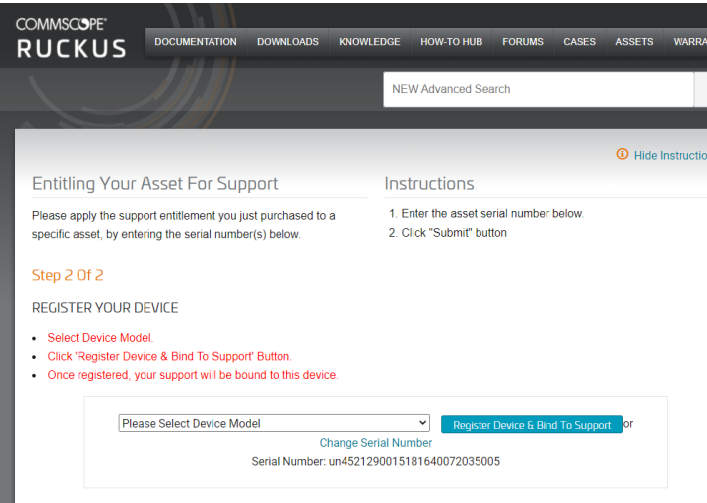 COMMSCOPE®
RUCKUS
DOCUMENTATION DOWNLOADS KNOWLEDGE HOW-TO HUB FORUMS CASES ASSETS WARRA
NEW Advanced Search
Hide Instructio
Entitling Your Asset For Support
Please apply the support entitlement you just purchased to a
specific asset, by entering the serial number(s) below.
Instructions
1. Enter the asset serial number below.
2. Click "Submit" button
Step 2 Of 2
REGISTER YOUR DEVICE
• Select Device Model.
• Click 'Register Device & Bind To Support' Button.
• Once registered, your support will be bound to this device.
Please Select Device Model Register Device & Bind To Support or
Change Serial Number
Serial Number: un4521290015181640072035005